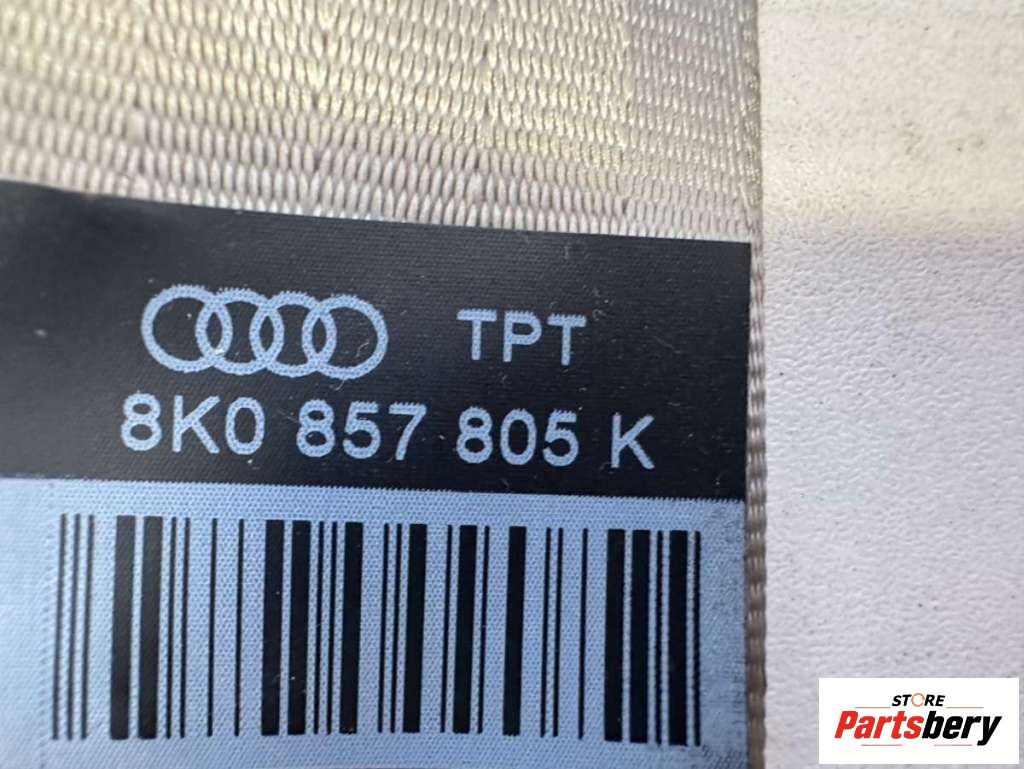 TPT
8K0 857 805 K
STORE
Partsbery